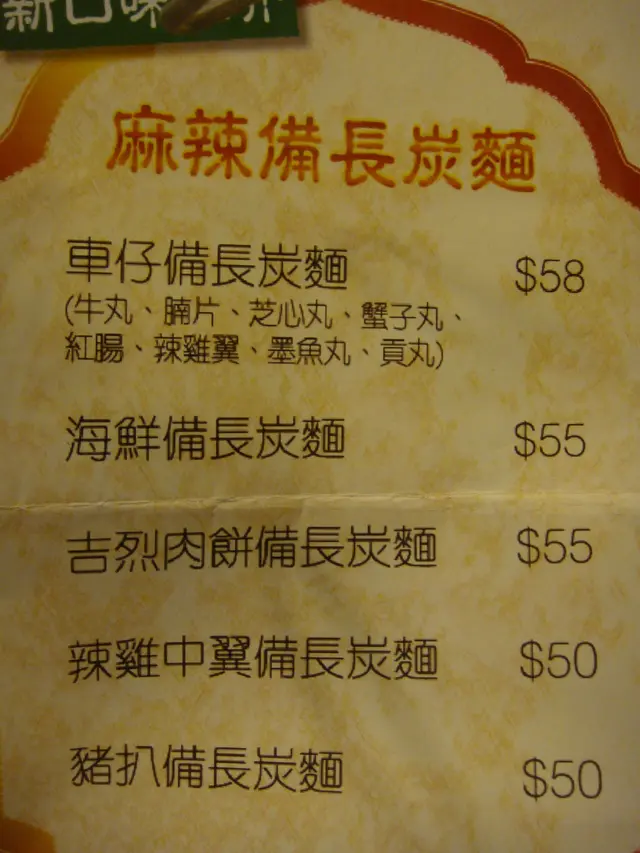 新口味
麻辣備長炭麵
車仔備長炭麵 $58
(牛丸、腩片、芝心丸、蟹子丸、
紅腸、辣雞翼、墨魚丸、貢丸)
海鮮備長炭麵 $55
吉烈肉餅備長炭麵 $55
辣雞中翼備長炭麵 $50
豬扒備長炭麵 $50